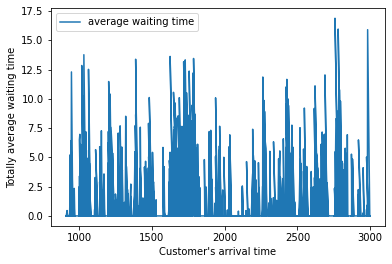 average waiting time
17.5
15.0
12.5
10.0
7.5
5.0
2.5
0.0
Totally average waiting time
1000 1500 2000 2500 3000
Customer's arrival time